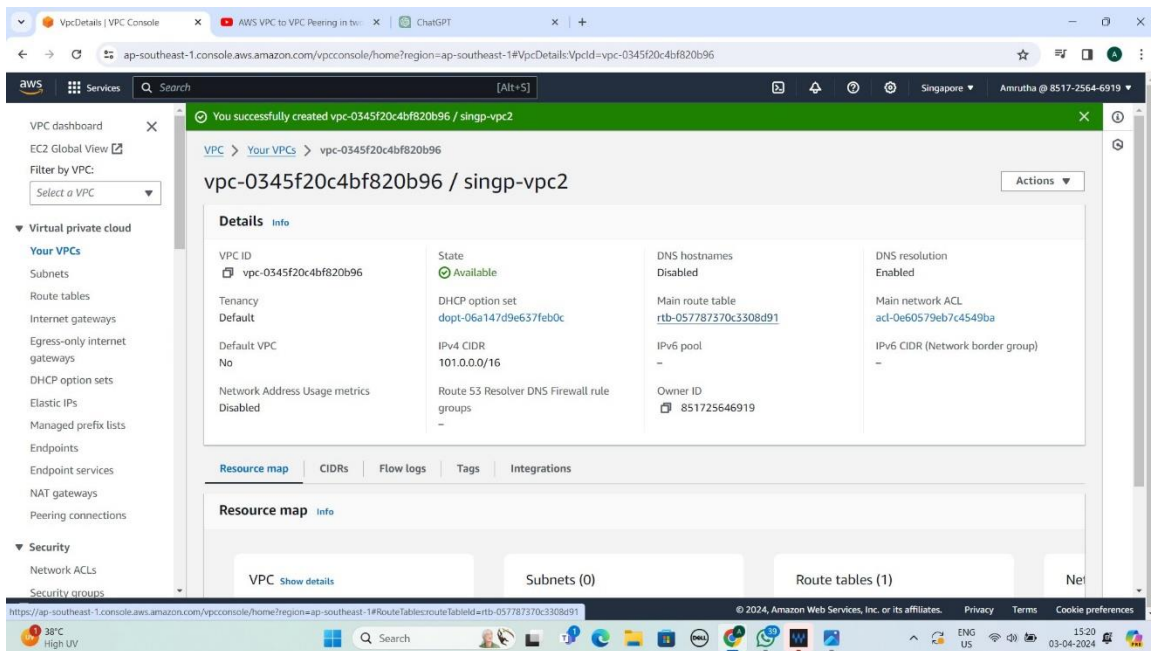 VpcDetails | VPC Console
AWS VPC to VPC Peering in tw
ChatGPT
ap-southeast-1.console.aws.amazon.com/vpcconsole/home?region=ap-southeast-1#VpcDetails:VpcId=vpc-0345f20c4bf820b96
A
aws Services Search [Alt+S] Singapore ▼ Amrutha @ 8517-2564-6919 ▼
VPC dashboard
EC2 Global View
Filter by VPC:
Select a VPC
Virtual private cloud
Your VPCs
Subnets
Route tables
Internet gateways
Egress-only internet
gateways
DHCP option sets
Elastic IPs
Managed prefix lists
Endpoints
Endpoint services
NAT gateways
Peering connections
Security
Network ACLs
Security groups
You successfully created vpc-0345f20c4bf820b96 / singp-vpc2
VPC > Your VPCs > vpc-0345f20c4bf820b96
vpc-0345f20c4bf820b96 / singp-vpc2
Actions ▼
Details Info
VPC ID
vpc-0345f20c4bf820b96
State
Available
DNS hostnames
Disabled
DNS resolution
Enabled
Tenancy
Default
DHCP option set
dopt-06a147d9e637feb0c
Main route table
rtb-057787370c3308d91
Main network ACL
acl-0e60579eb7c4549ba
Default VPC
No
IPv4 CIDR
101.0.0.0/16
IPv6 pool
–
IPv6 CIDR (Network border group)
–
Network Address Usage metrics
Disabled
Route 53 Resolver DNS Firewall rule
groups
–
Owner ID
851725646919
Resource map CIDRs Flow logs Tags Integrations
Resource map Info
VPC Show details
Subnets (0)
Route tables (1)
Net
https://ap-southeast-1.console.aws.amazon.com/vpcconsole/home?region=ap-southeast-1#RouteTables:routeTableId=rtb-057787370c3308d91
© 2024, Amazon Web Services, Inc. or its affiliates. Privacy Terms Cookie preferences
1
38°C
High UV
Search
DELL
39
ENG
US
15:20
03-04-2024